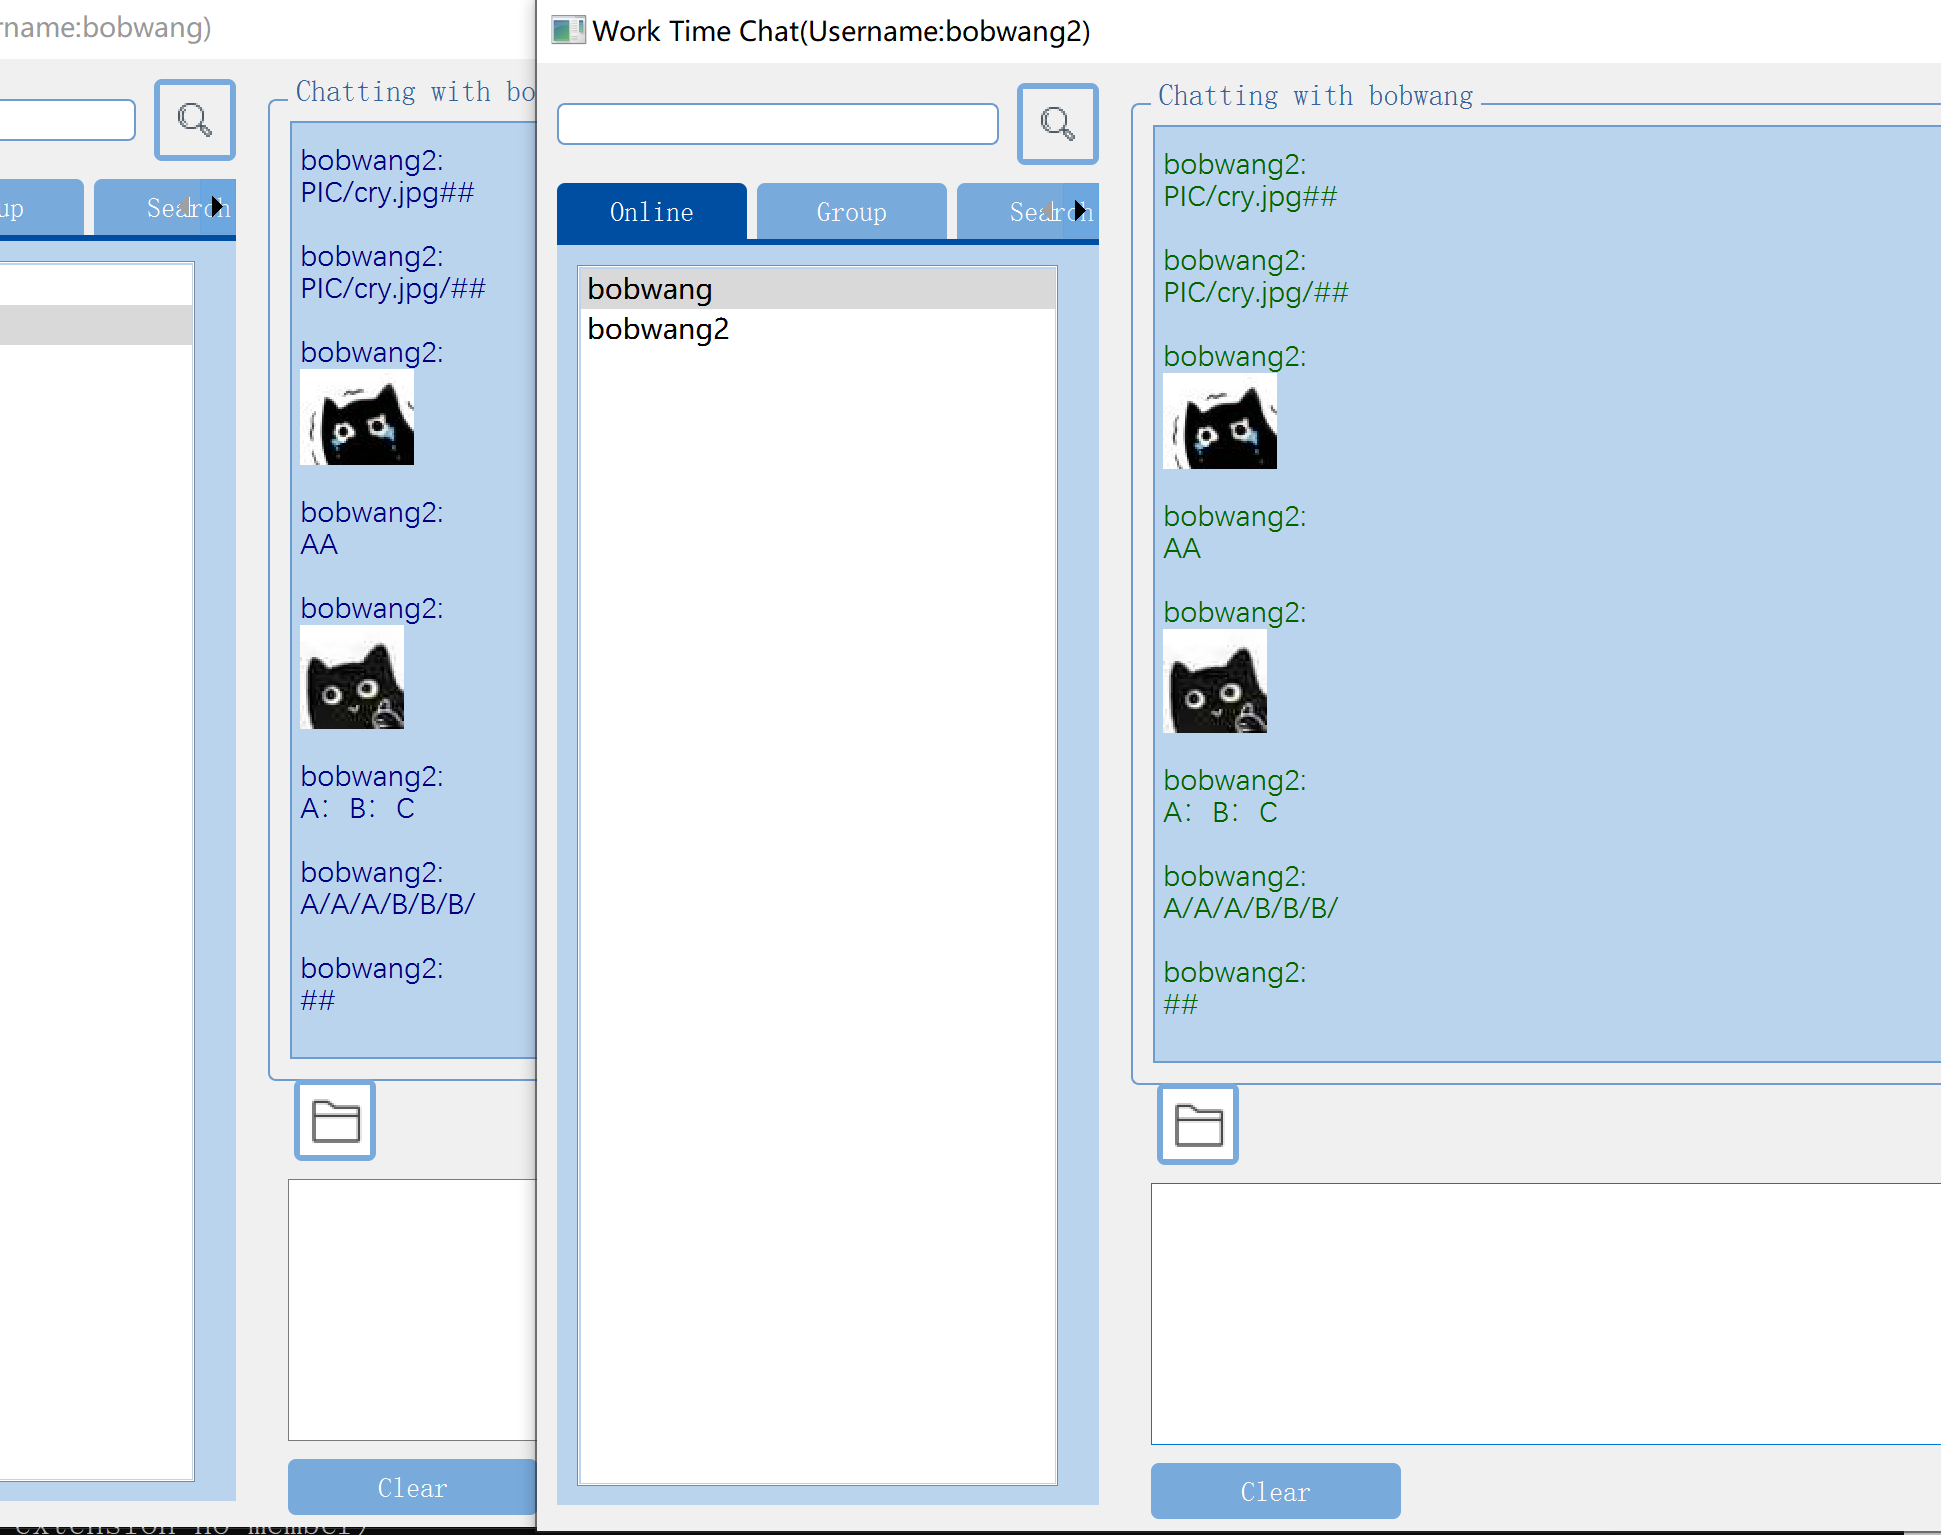 rname:bobwang)
up
Search
Chatting with bo
bobwang2:
PIC/cry.jpg##
bobwang2:
PIC/cry.jpg/##
bobwang2:
bobwang2:
AA
bobwang2:
bobwang2:
A： B： C
bobwang2:
A/A/A/B/B/B/
bobwang2:
##
Clear
extension no member)
Work Time Chat(Username:bobwang2)
Online
Group
Search
bobwang
bobwang2
Chatting with bobwang
bobwang2:
PIC/cry.jpg##
bobwang2:
PIC/cry.jpg/##
bobwang2:
bobwang2:
AA
bobwang2:
bobwang2:
A： B： C
bobwang2:
A/A/A/B/B/B/
bobwang2:
##
Clear